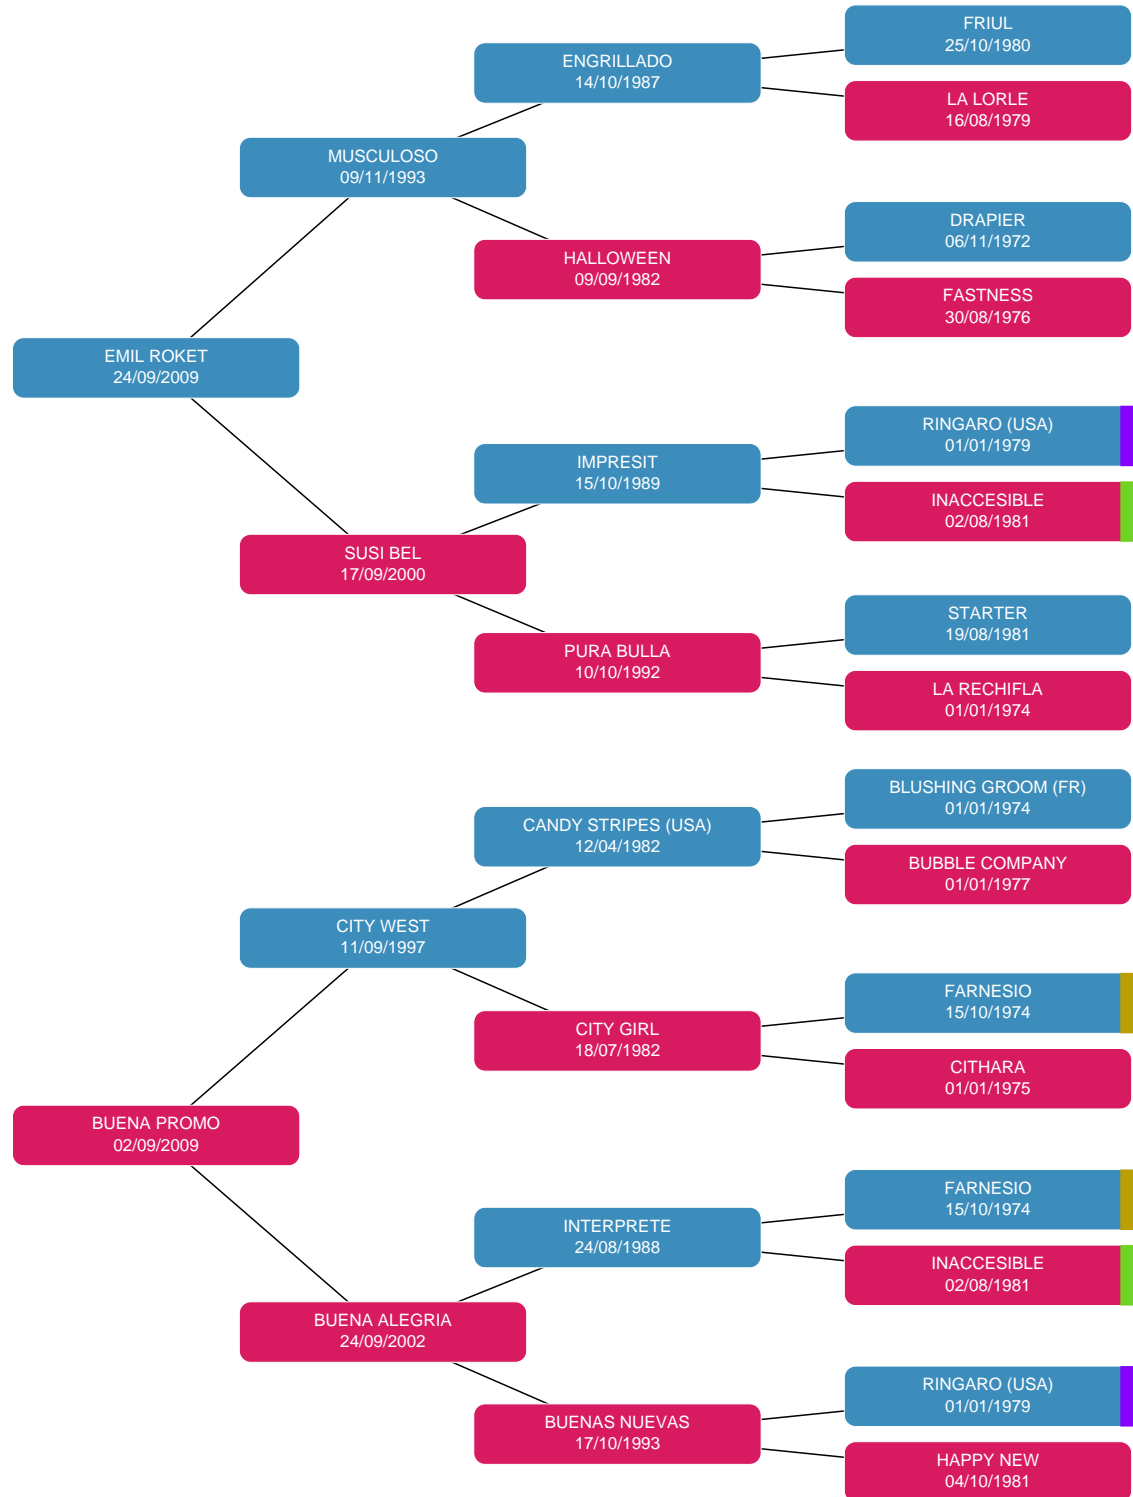 FRIUL
25/10/1980
ENGRILLADO
14/10/1987
LA LORLE
16/08/1979
MUSCULOSO
09/11/1993
DRAPIER
06/11/1972
HALLOWEEN
09/09/1982
FASTNESS
30/08/1976
EMIL ROKET
24/09/2009
RINGARO (USA)
01/01/1979
IMPRESIT
15/10/1989
INACCESIBLE
02/08/1981
SUSI BEL
17/09/2000
STARTER
19/08/1981
PURA BULLA
10/10/1992
LA RECHIFLA
01/01/1974
BLUSHING GROOM (FR)
01/01/1974
CANDY STRIPES (USA)
12/04/1982
BUBBLE COMPANY
01/01/1977
CITY WEST
11/09/1997
FARNESIO
15/10/1974
CITY GIRL
18/07/1982
CITHARA
01/01/1975
BUENA PROMO
02/09/2009
FARNESIO
15/10/1974
INTERPRETE
24/08/1988
INACCESIBLE
02/08/1981
BUENA ALEGRIA
24/09/2002
RINGARO (USA)
01/01/1979
BUENAS NUEVAS
17/10/1993
HAPPY NEW
04/10/1981